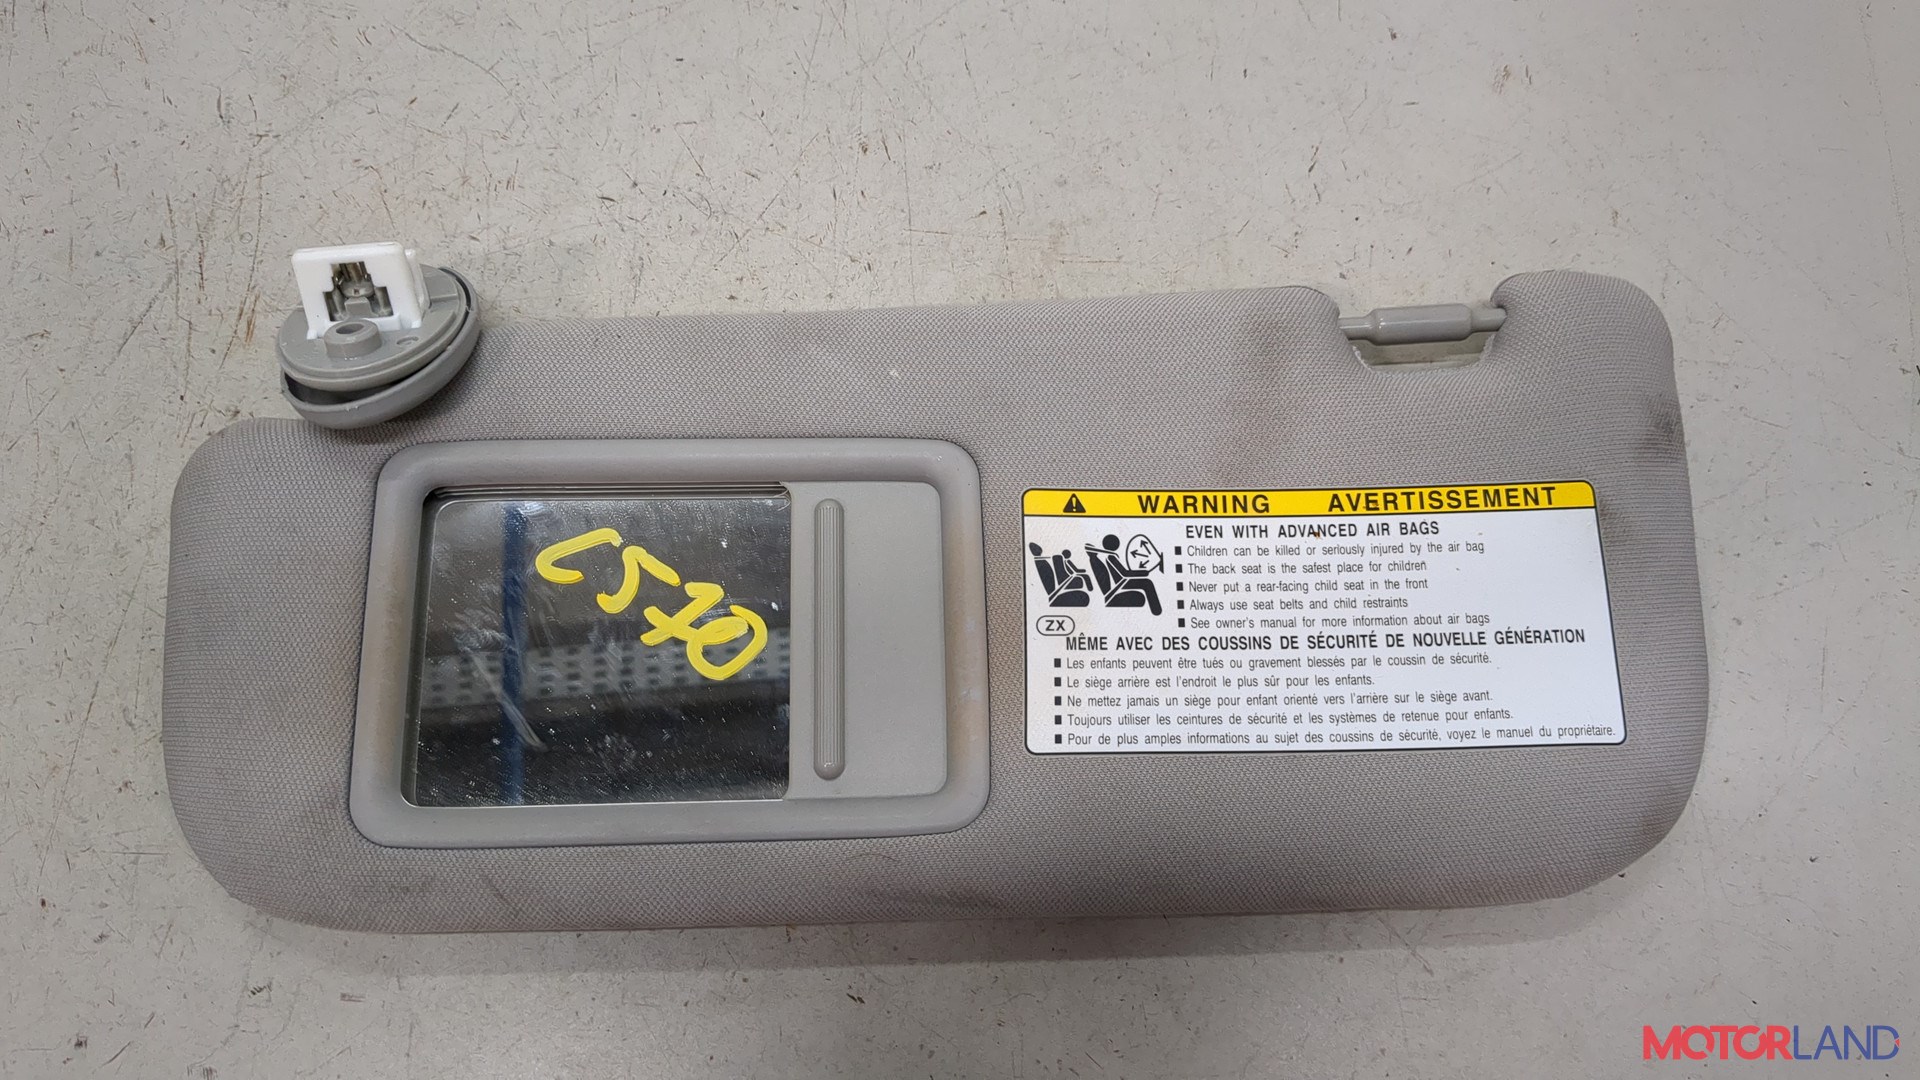 C570
WARNING AVERTISSEMENT
EVEN WITH ADVANCED AIR BAGS
■ Children can be killed or seriously injured by the air bag
■ The back seat is the safest place for children
■ Never put a rear-facing child seat in the front
■ Always use seat belts and child restraints
■ See owner's manual for more information about air bags
ZX
MÊME AVEC DES COUSSINS DE SÉCURITÉ DE NOUVELLE GÉNÉRATION
■ Les enfants peuvent être tués ou gravement blessés par le coussin de sécurité.
■ Le siège arrière est l'endroit le plus sûr pour les enfants.
■ Ne mettez jamais un siège pour enfant orienté vers l'arrière sur le siège avant.
■ Toujours utiliser les ceintures de sécurité et les systèmes de retenue pour enfants.
■ Pour de plus amples informations au sujet des coussins de sécurité, voyez le manuel du propriétaire.
MOTORLAND